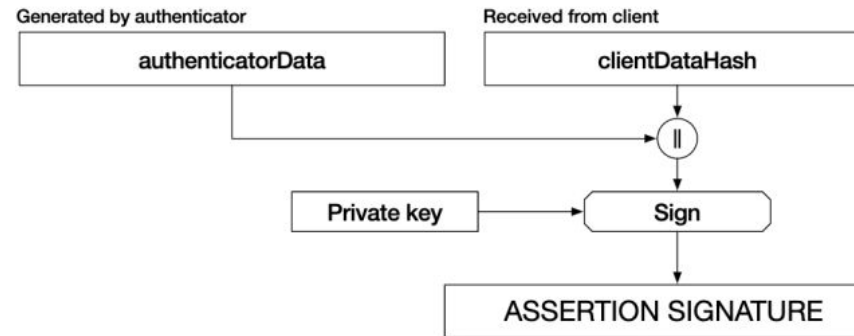 Generated by authenticator
Received from client
authenticatorData
clientDataHash
||
Private key
Sign
ASSERTION SIGNATURE